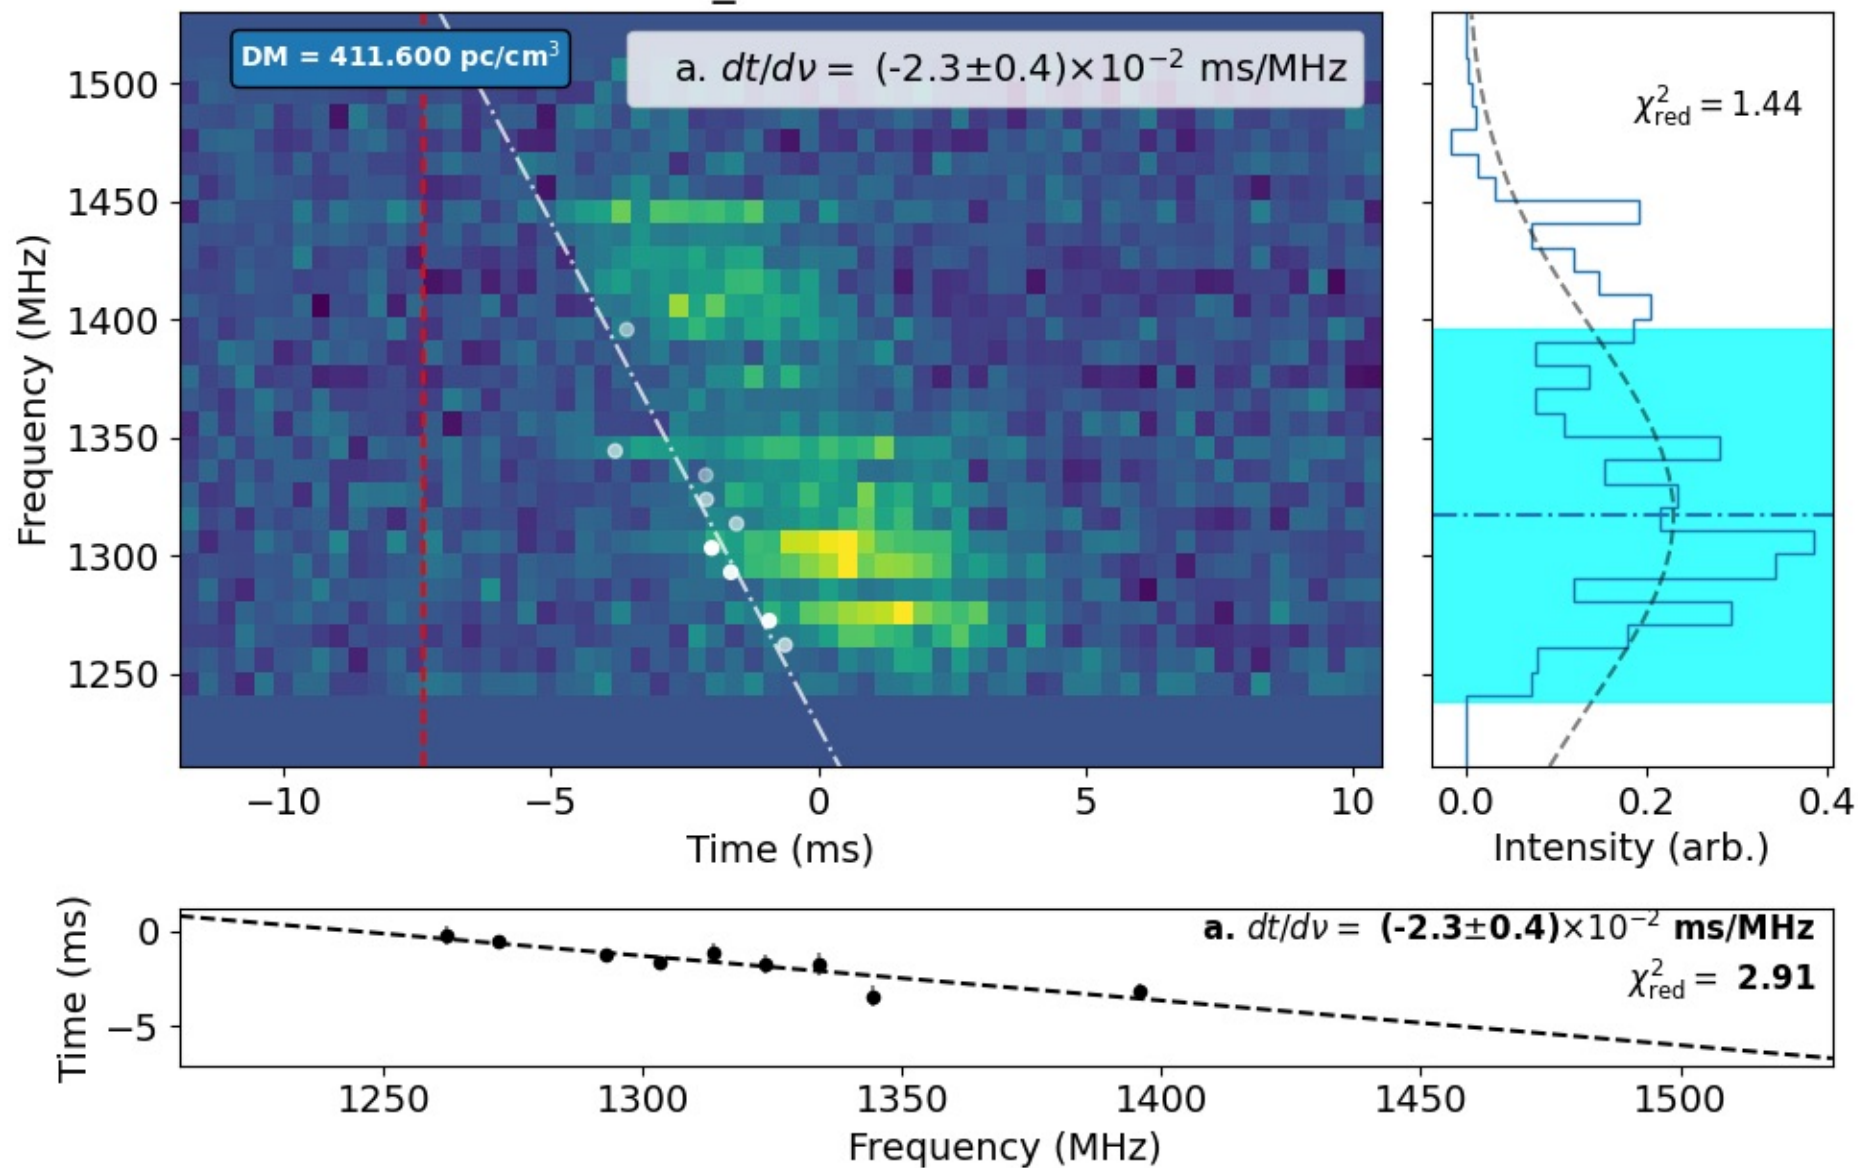 DM = 411.600 pc/cm³
a. dt/dν = (-2.3±0.4)×10⁻² ms/MHz
χ²red = 1.44
1500
1450
1400
1350
1300
1250
Frequency (MHz)
−10 −5 0 5 10
Time (ms)
0.0 0.2 0.4
Intensity (arb.)
a. dt/dν = (-2.3±0.4)×10⁻² ms/MHz
χ²red = 2.91
0
−5
Time (ms)
1250 1300 1350 1400 1450 1500
Frequency (MHz)